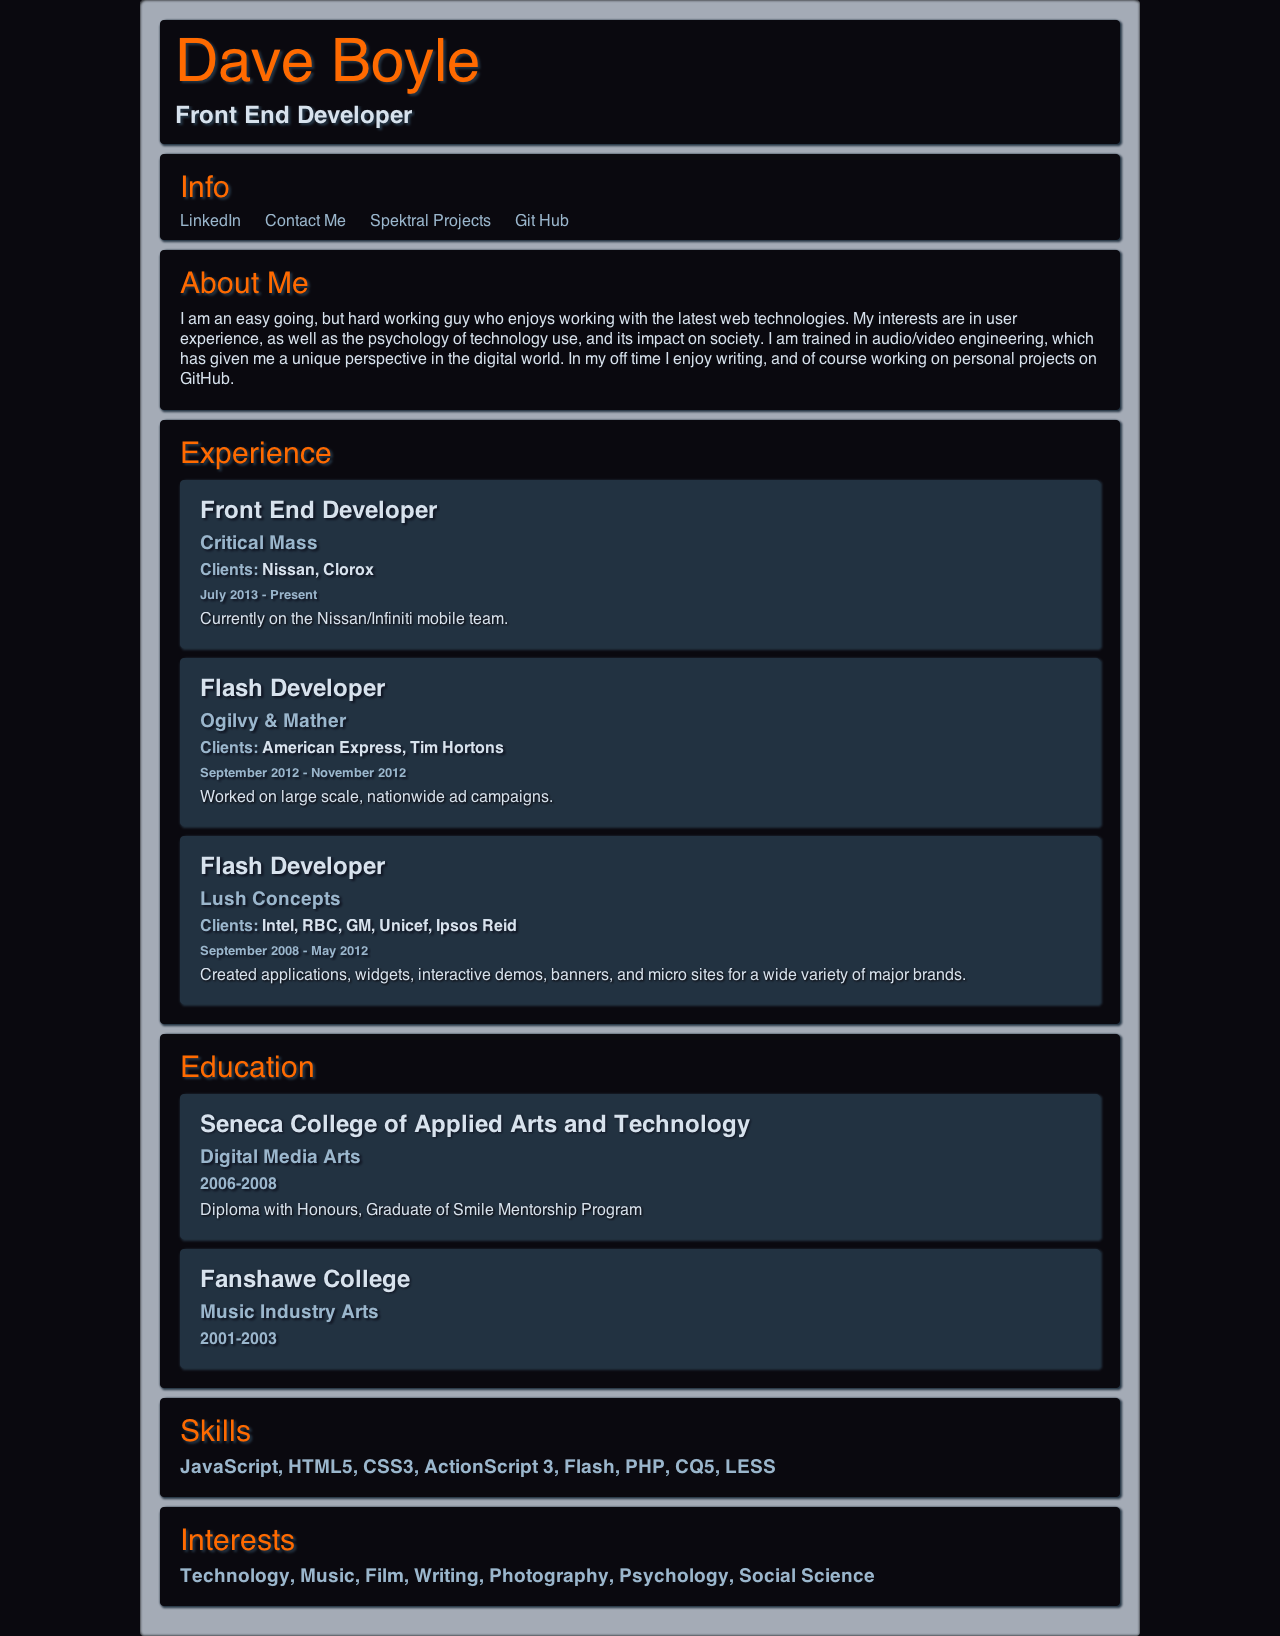 Dave Boyle
Front End Developer
Info
LinkedIn Contact Me Spektral Projects Git Hub
About Me
I am an easy going, but hard working guy who enjoys working with the latest web technologies. My interests are in user
experience, as well as the psychology of technology use, and its impact on society. I am trained in audio/video engineering, which
has given me a unique perspective in the digital world. In my off time I enjoy writing, and of course working on personal projects on
GitHub.
Experience
Front End Developer
Critical Mass
Clients: Nissan, Clorox
July 2013 - Present
Currently on the Nissan/Infiniti mobile team.
Flash Developer
Ogilvy & Mather
Clients: American Express, Tim Hortons
September 2012 - November 2012
Worked on large scale, nationwide ad campaigns.
Flash Developer
Lush Concepts
Clients: Intel, RBC, GM, Unicef, Ipsos Reid
September 2008 - May 2012
Created applications, widgets, interactive demos, banners, and micro sites for a wide variety of major brands.
Education
Seneca College of Applied Arts and Technology
Digital Media Arts
2006-2008
Diploma with Honours, Graduate of Smile Mentorship Program
Fanshawe College
Music Industry Arts
2001-2003
Skills
JavaScript, HTML5, CSS3, ActionScript 3, Flash, PHP, CQ5, LESS
Interests
Technology, Music, Film, Writing, Photography, Psychology, Social Science